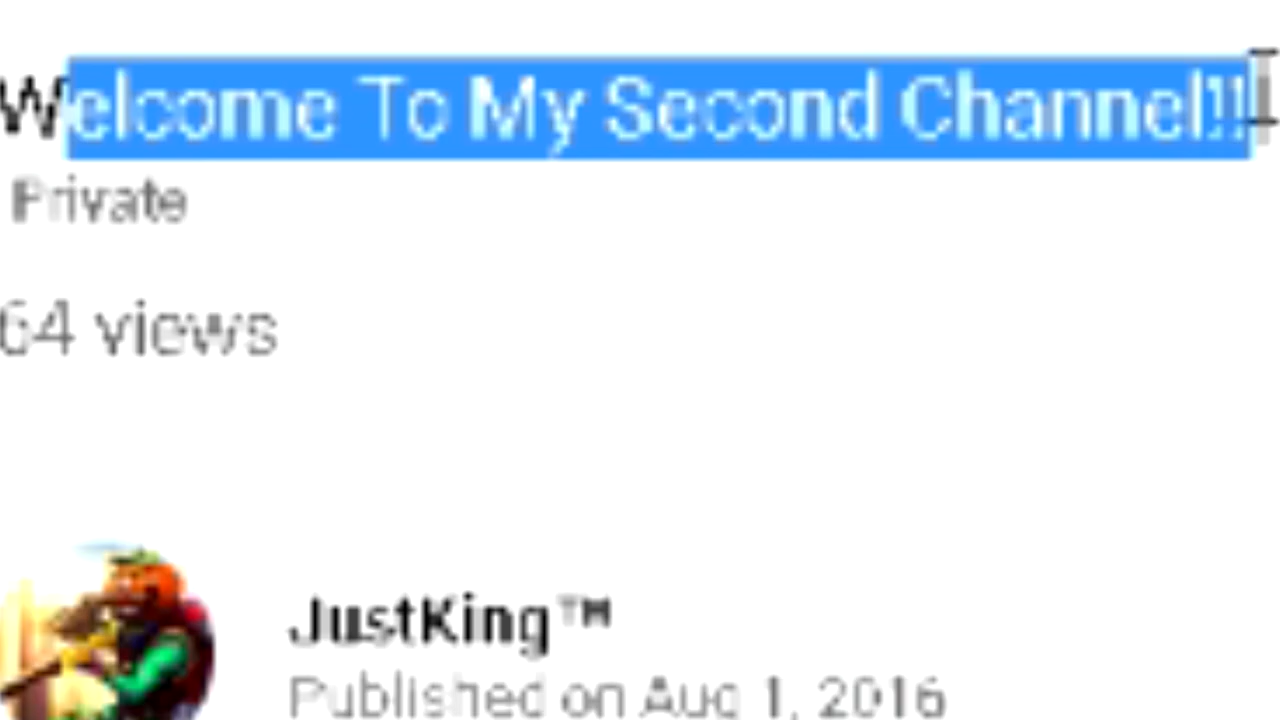 Welcome To My Second Channel!!
Private
64 views
JustKing™
Published on Aug 1, 2016